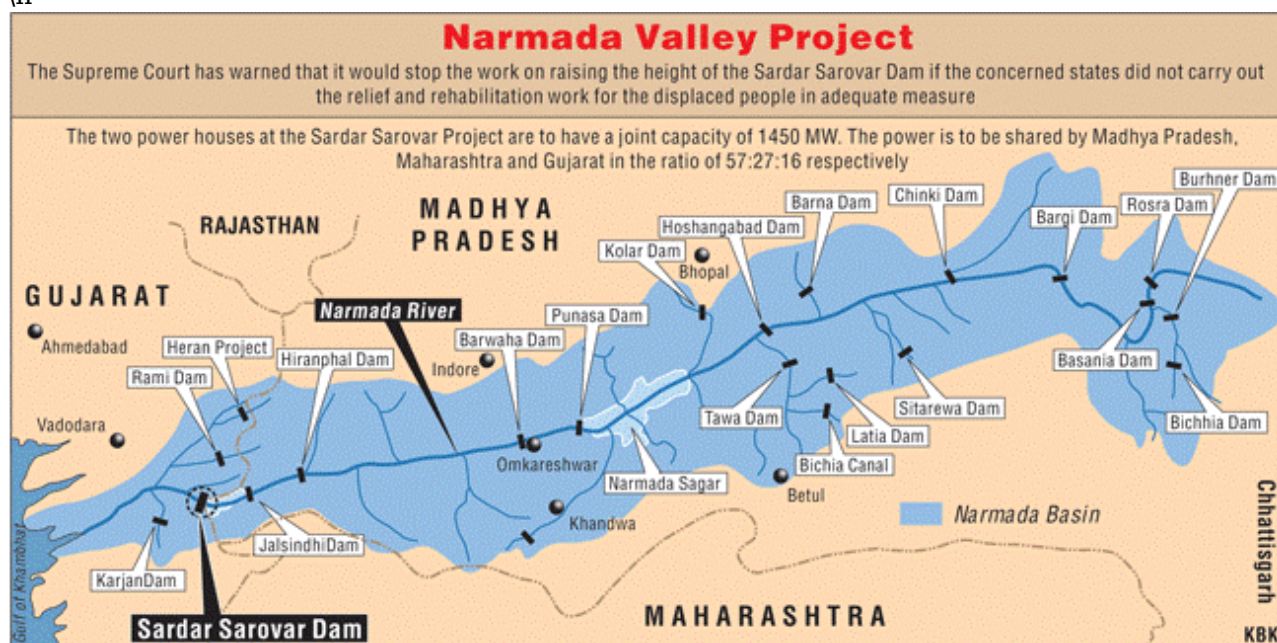 Narmada Valley Project
The Supreme Court has warned that it would stop the work on raising the height of the Sardar Sarovar Dam if the concerned states did not carry out
the relief and rehabilitation work for the displaced people in adequate measure
The two power houses at the Sardar Sarovar Project are to have a joint capacity of 1450 MW. The power is to be shared by Madhya Pradesh,
Maharashtra and Gujarat in the ratio of 57:27:16 respectively
Burhner Dam
Chinki Dam
Rosra Dam
Barna Dam
MADHYA
PRADESH
Bargi Dam
RAJASTHAN
Hoshangabad Dam
Kolar Dam
Bhopal
GUJARAT
Narmada River
Punasa Dam
Ahmedabad
Heran Project
Hiranphal Dam
Barwaha Dam
Indore
Rami Dam
Basania Dam
Sitarewa Dam
Tawa Dam
Bichhia Dam
Latia Dam
Vadodara
Omkareshwar
Bichia Canal
Narmada Sagar
Betul
Khandwa
Narmada Basin
JalsindhiDam
KarjanDam
Gulf of Khambhat
Chhattisgarh
MAHARASHTRA
Sardar Sarovar Dam
KBK